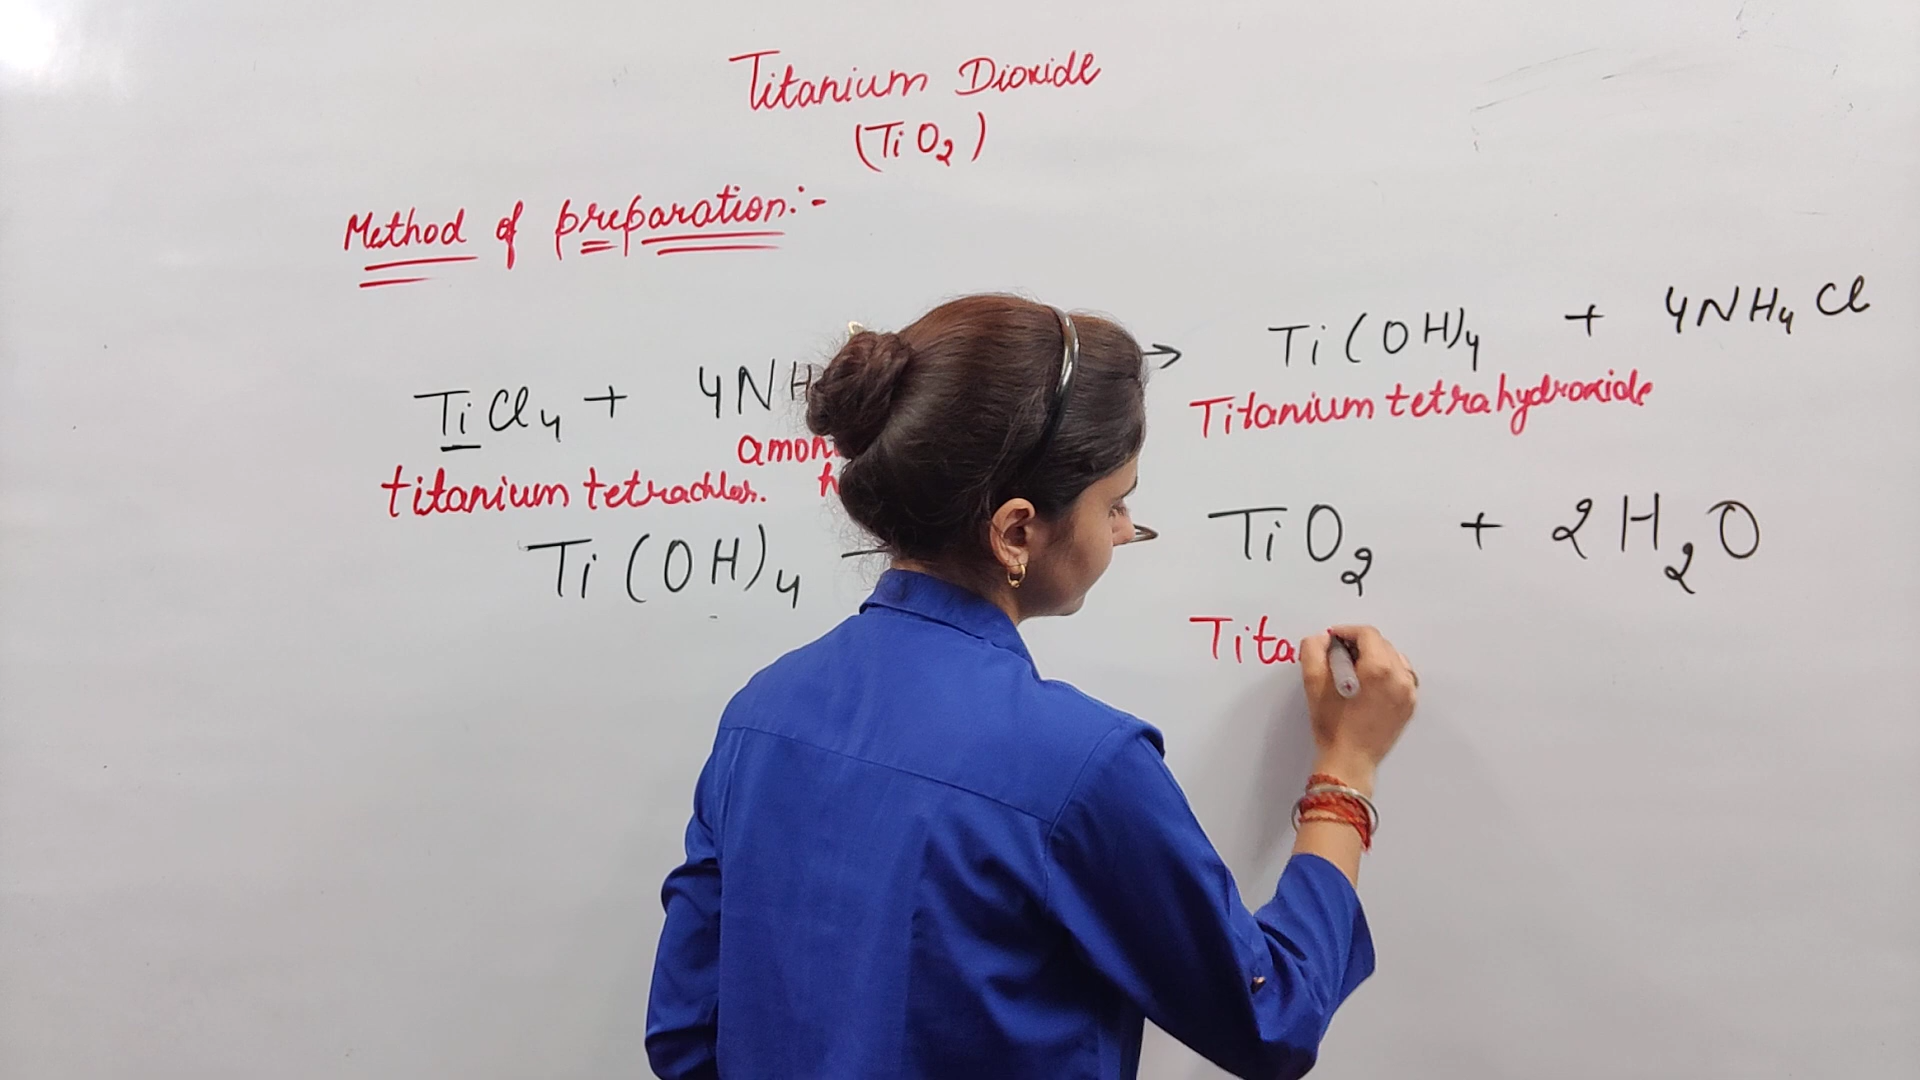 Titanium Dioxide
(TiO₂)
Method of preparation:-
TiCl₄ + 4NH → Ti(OH)₄ + 4NH₄Cl
titanium tetrachlor. Titanium tetrahydroxide
Ti(OH)₄ TiO₂ + 2H₂O
Tita